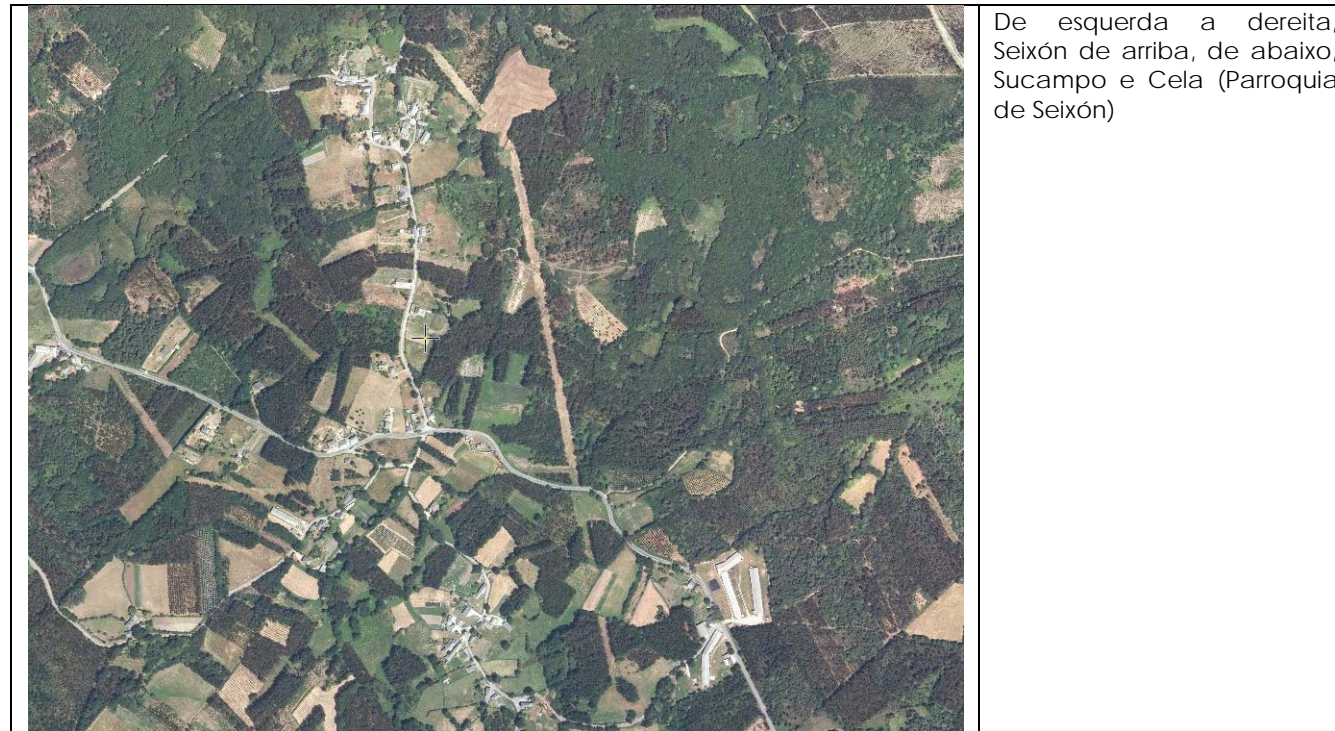 De esquerda a dereita,
Seixón de arriba, de abaixo,
Sucampo e Cela (Parroquia
de Seixón)